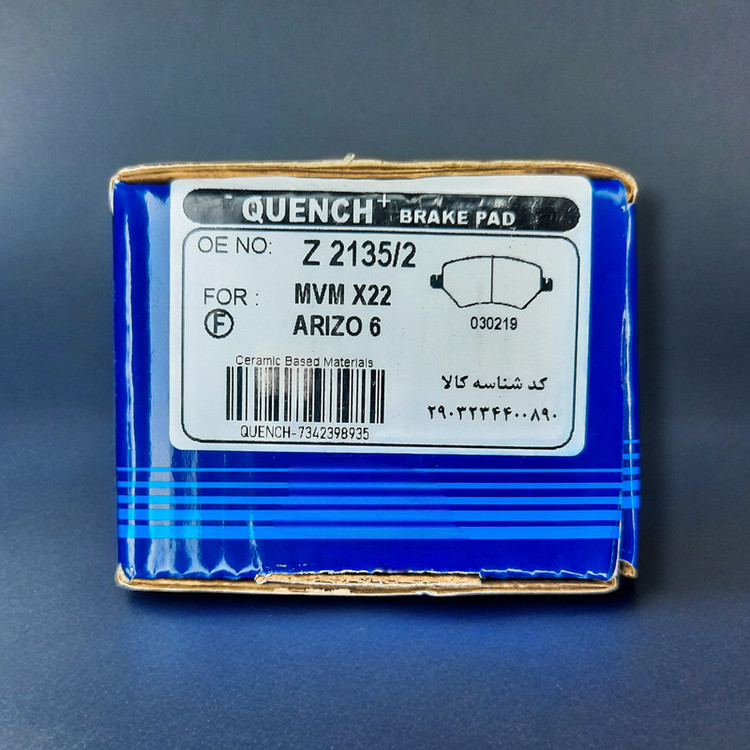 QUENCH+ BRAKE PAD
OE NO: Z 2135/2
FOR : MVM X22
F ARIZO 6
030219
Ceramic Based Materials
QUENCH-7342398935
کد شناسه کالا
۲۹۰۳۲۳۴۴۰۰۸۹۰